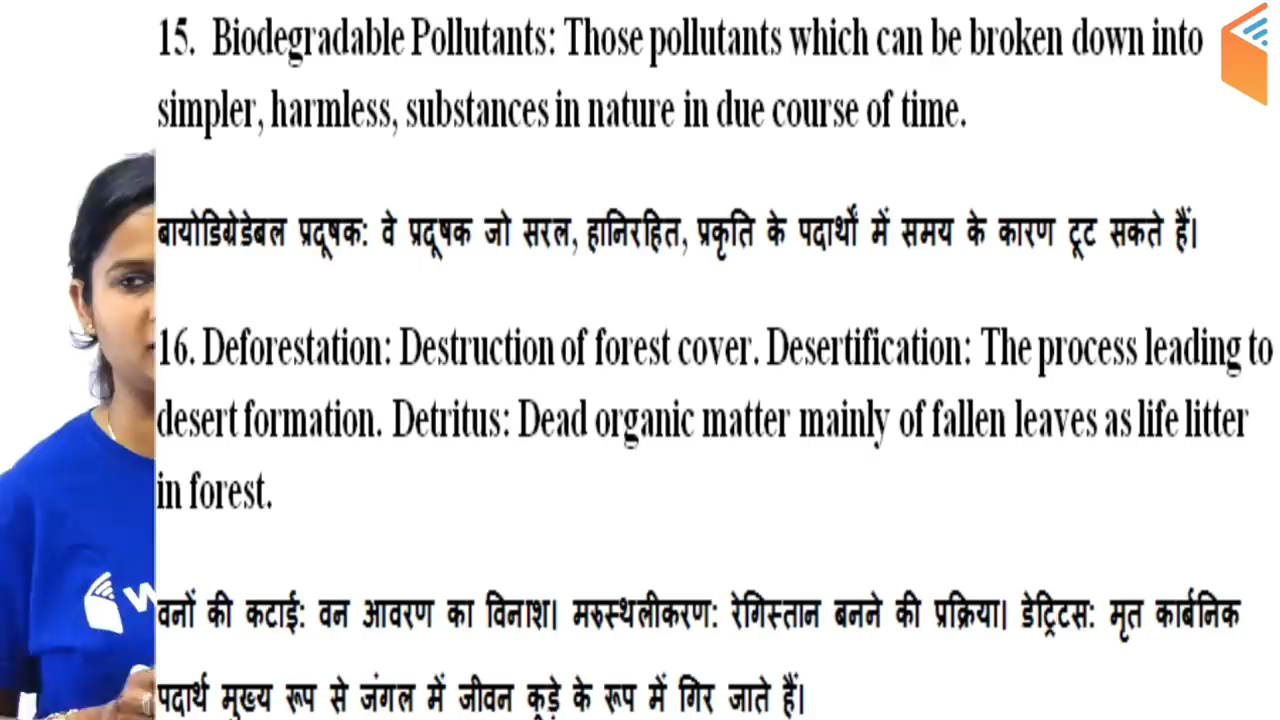 15. Biodegradable Pollutants: Those pollutants which can be broken down into
simpler, harmless, substances in nature in due course of time.
बायोडिग्रेडेबल प्रदूषक: वे प्रदूषक जो सरल, हानिरहित, प्रकृति के पदार्थों में समय के कारण टूट सकते हैं।
16. Deforestation: Destruction of forest cover. Desertification: The process leading to
desert formation. Detritus: Dead organic matter mainly of fallen leaves as life litter
in forest.
वनों की कटाई: वन आवरण का विनाश। मरुस्थलीकरण: रेगिस्तान बनने की प्रक्रिया। डेट्रिटस: मृत कार्बनिक
पदार्थ मुख्य रूप से जंगल में जीवन कूड़े के रूप में गिर जाते हैं।